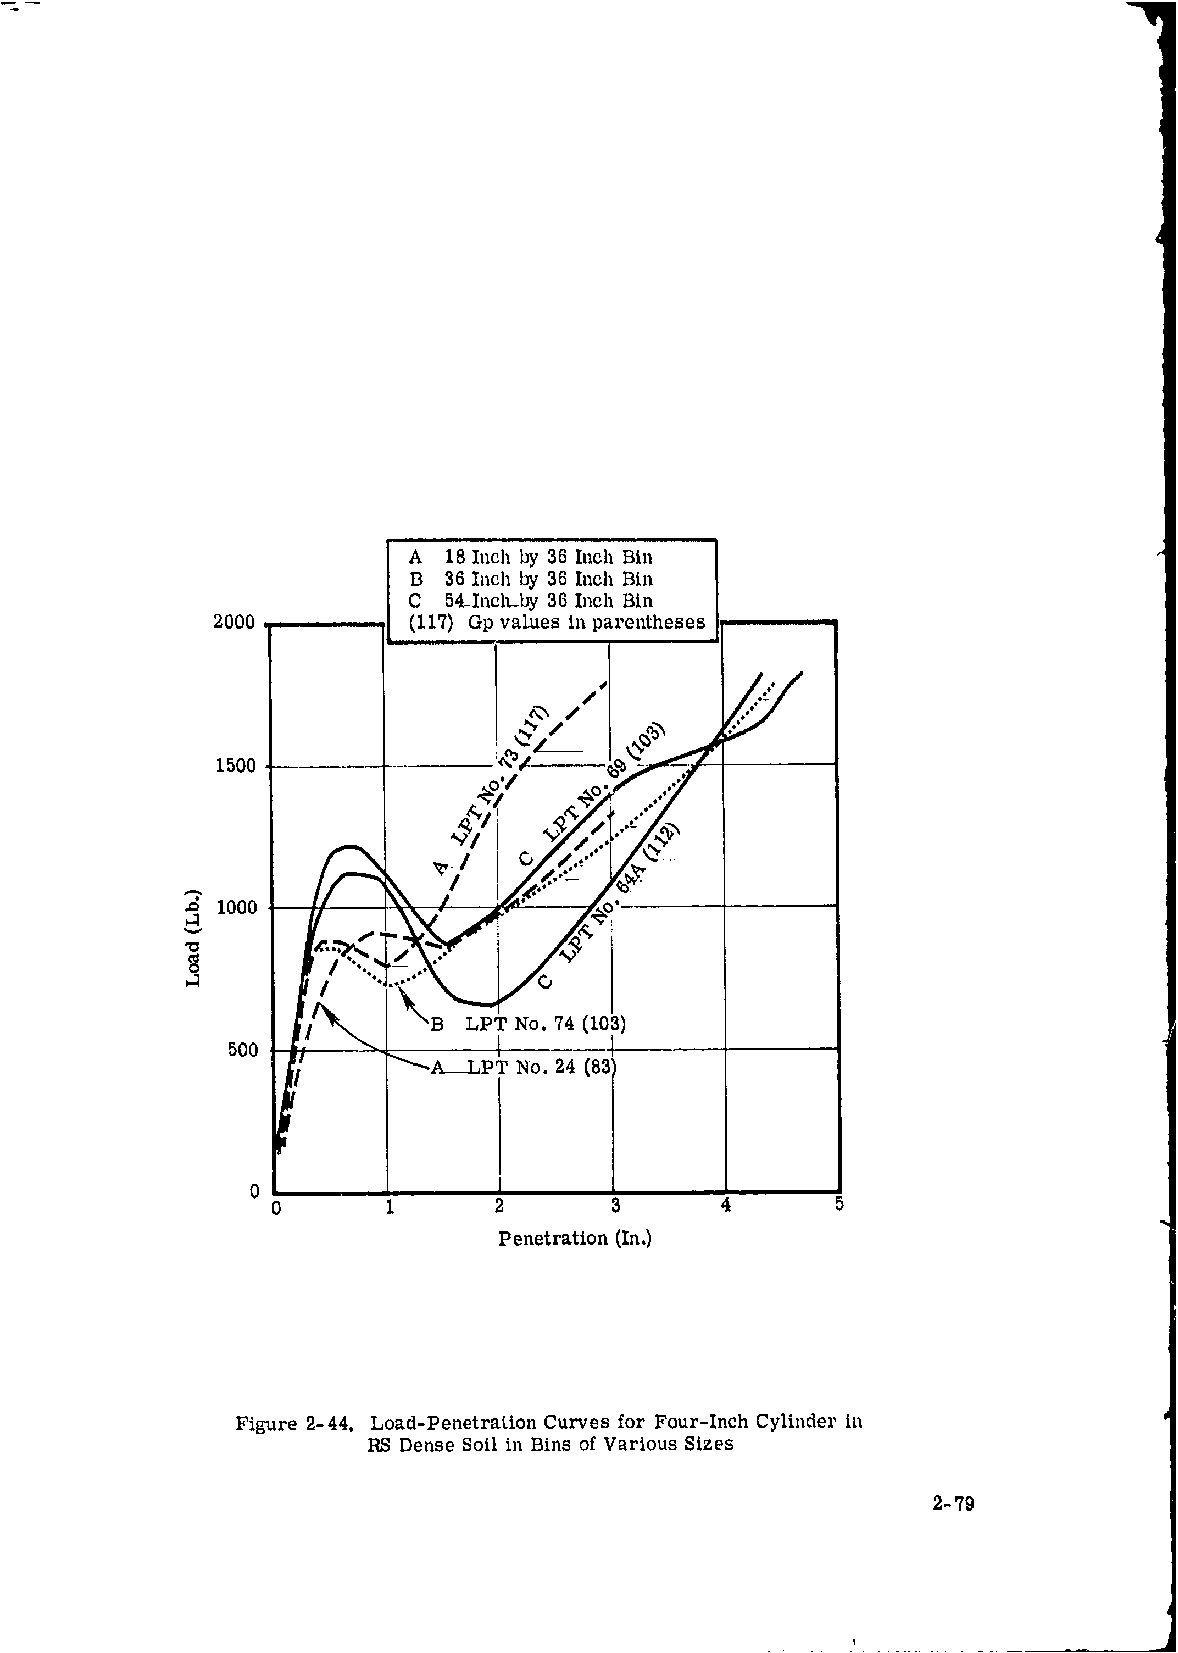 A 18 Inch by 36 Inch Bin
B 36 Inch by 36 Inch Bin
C 54 Inch by 36 Inch Bin
(117) Gp values in parentheses
2000
1500
1000
500
0
Load (Lb.)
A LPT No. 73 (117)
C LPT No. 69 (103)
C LPT No. 64A (112)
B LPT No. 74 (103)
A LPT No. 24 (83)
0 1 2 3 4 5
Penetration (In.)
Figure 2-44. Load-Penetration Curves for Four-Inch Cylinder in
RS Dense Soil in Bins of Various Sizes
2-79